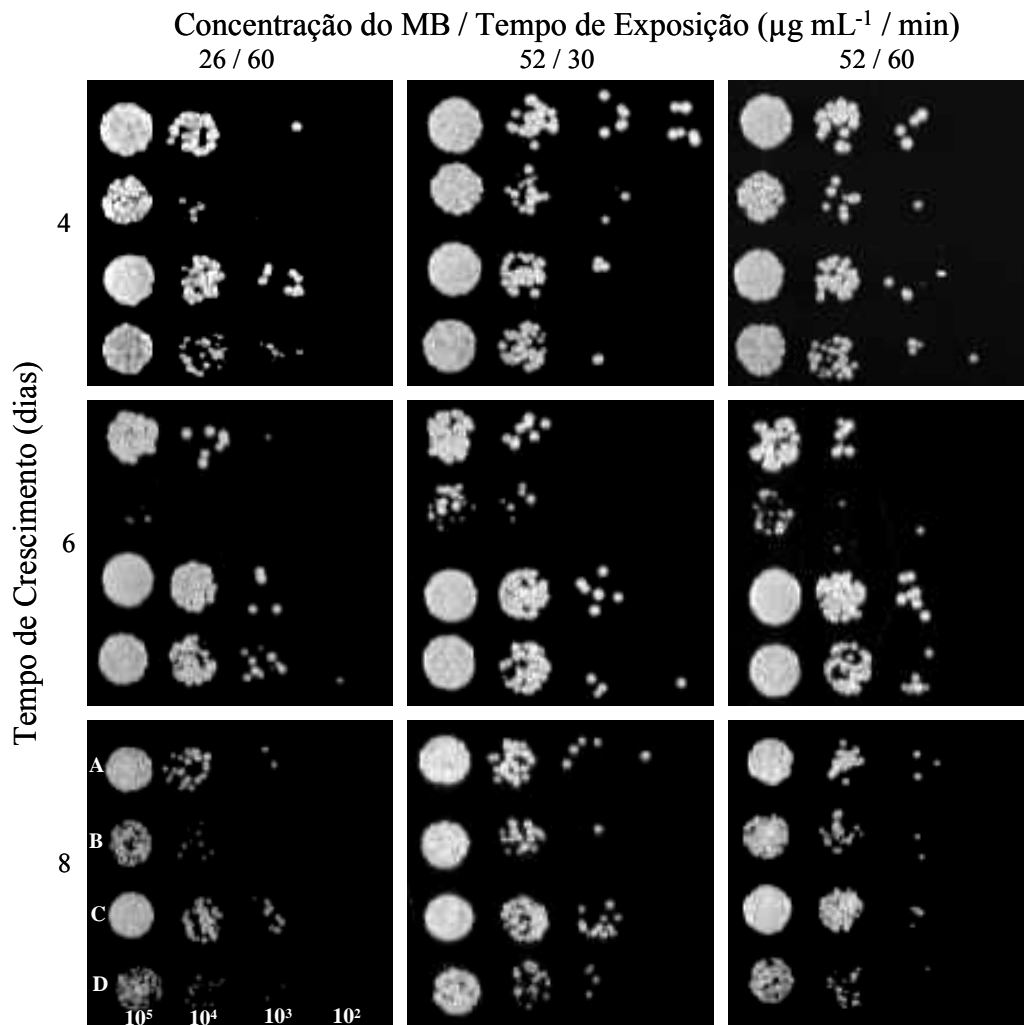 Concentração do MB / Tempo de Exposição (µg mL⁻¹ / min)
26 / 60 52 / 30 52 / 60
Tempo de Crescimento (dias)
4
6
8
A
B
C
D
10⁵ 10⁴ 10³ 10²